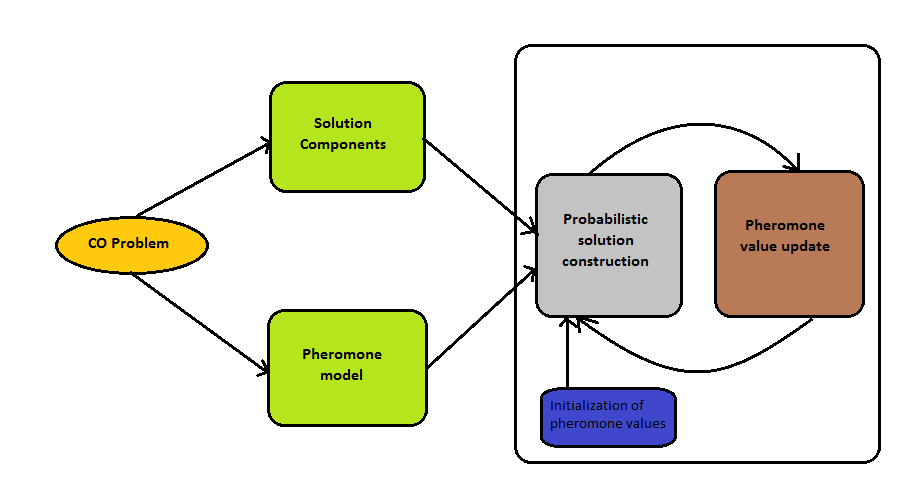 Solution
Components
CO Problem
Pheromone
model
Probabilistic
solution
construction
Pheromone
value update
Initialization of
pheromone values